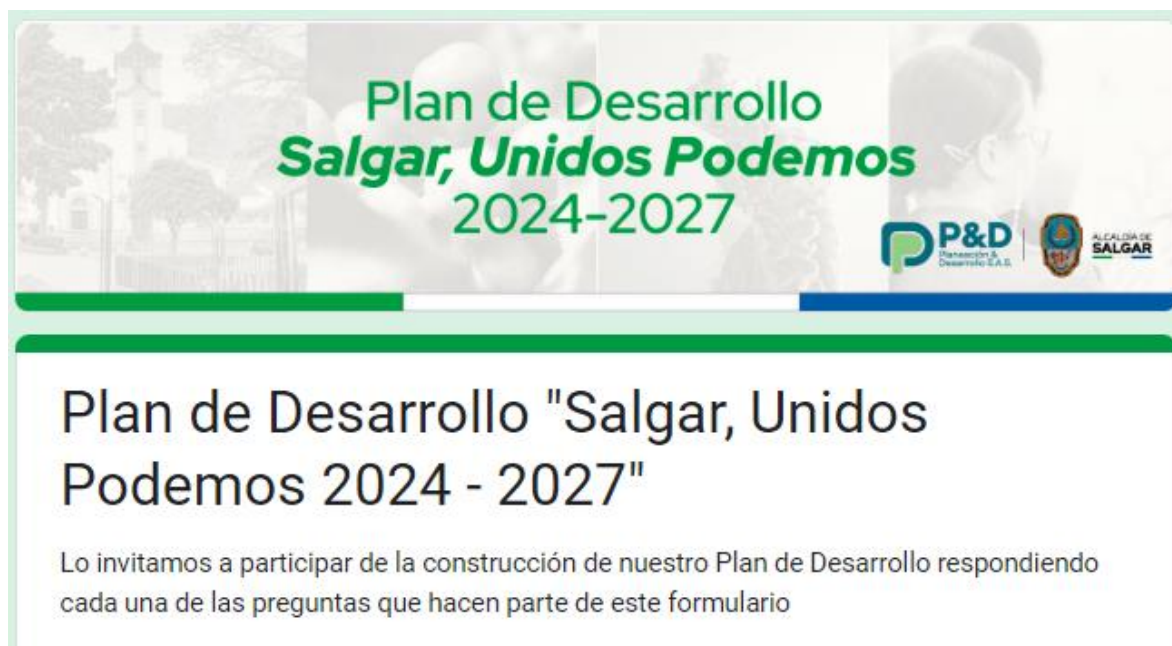 Plan de Desarrollo
Salgar, Unidos Podemos
2024-2027
P&D
Planeación &
Desarrollo S.A.S.
ALCALDÍA DE
SALGAR
Plan de Desarrollo "Salgar, Unidos
Podemos 2024 - 2027"
Lo invitamos a participar de la construcción de nuestro Plan de Desarrollo respondiendo
cada una de las preguntas que hacen parte de este formulario